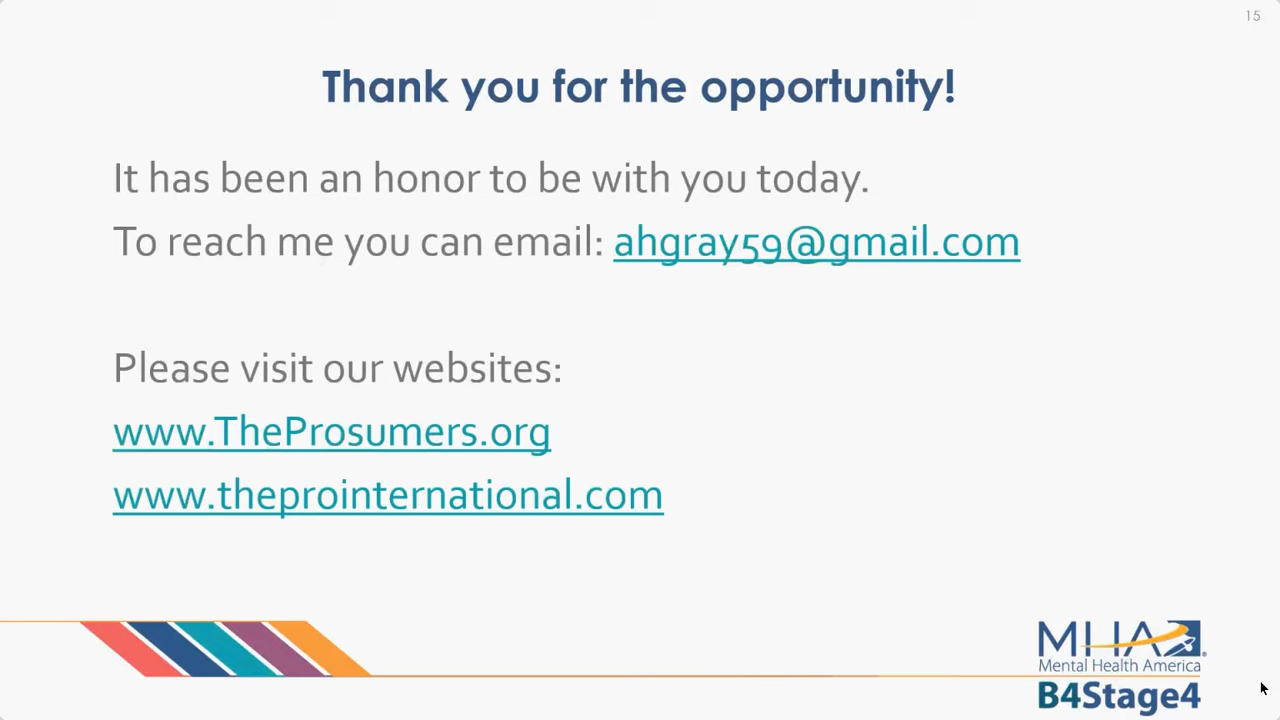 15
Thank you for the opportunity!
It has been an honor to be with you today.
To reach me you can email: ahgray59@gmail.com
Please visit our websites:
www.TheProsumers.org
www.theprointernational.com
MHA®
Mental Health America
B4Stage4